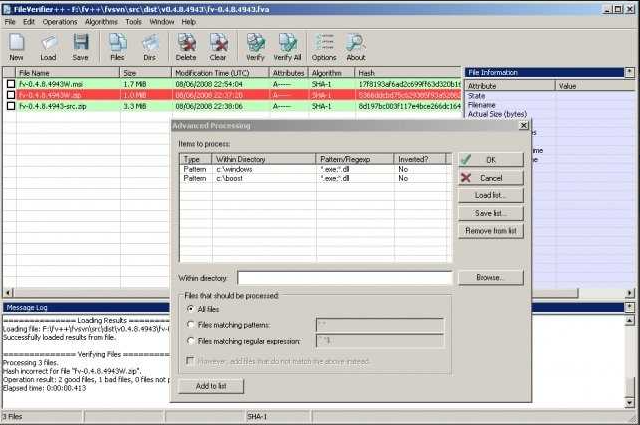 FileVerifier++ - F:\fv++\fvsvn\src\dist\v0.4.8.4943\fv-0.4.8.4943.fva
File Edit Operations Algorithms Tools Window Help
New Load Save Files Dirs Delete Clear Verify Verify All Options About
File Name Size Modification Time (UTC) Attributes Algorithm Hash
fv-0.4.8.4943W.msi 1.7 MiB 08/06/2008 22:54:04 A----- SHA-1
fv-0.4.8.4943W.zip 1.0 MiB 08/06/2008 22:37:20 A----- SHA-1
fv-0.4.8.4943-src.zip 3.3 MiB 08/06/2008 22:38:06 A----- SHA-1 8d197bc003f117e4bce266dc164
File Information
Attribute Value
State
Filename
Actual Size (bytes)
Advanced Processing
Items to process:
Type Within Directory Pattern/Regexp Inverted?
Pattern c:\windows *.exe;*.dll No
Pattern c:\boost *.exe;*.dll No
OK
Cancel
Load list...
Save list...
Remove from list
Within directory:
Browse...
Files that should be processed:
All files
Files matching patterns:
Files matching regular expression:
However, add files that do not match the above instead.
Add to list
Message Log
Loading Results
Loading file: F:\fv++\fvsvn\src\dist\v0.4.8.4943\fv-0.4
Successfully loaded results from file.
Verifying Files
Processing 3 files.
Hash incorrect for file "fv-0.4.8.4943W.zip".
Operation result: 2 good files, 1 bad files, 0 files not
Elapsed time: 0:00:00.413
3 Files SHA-1